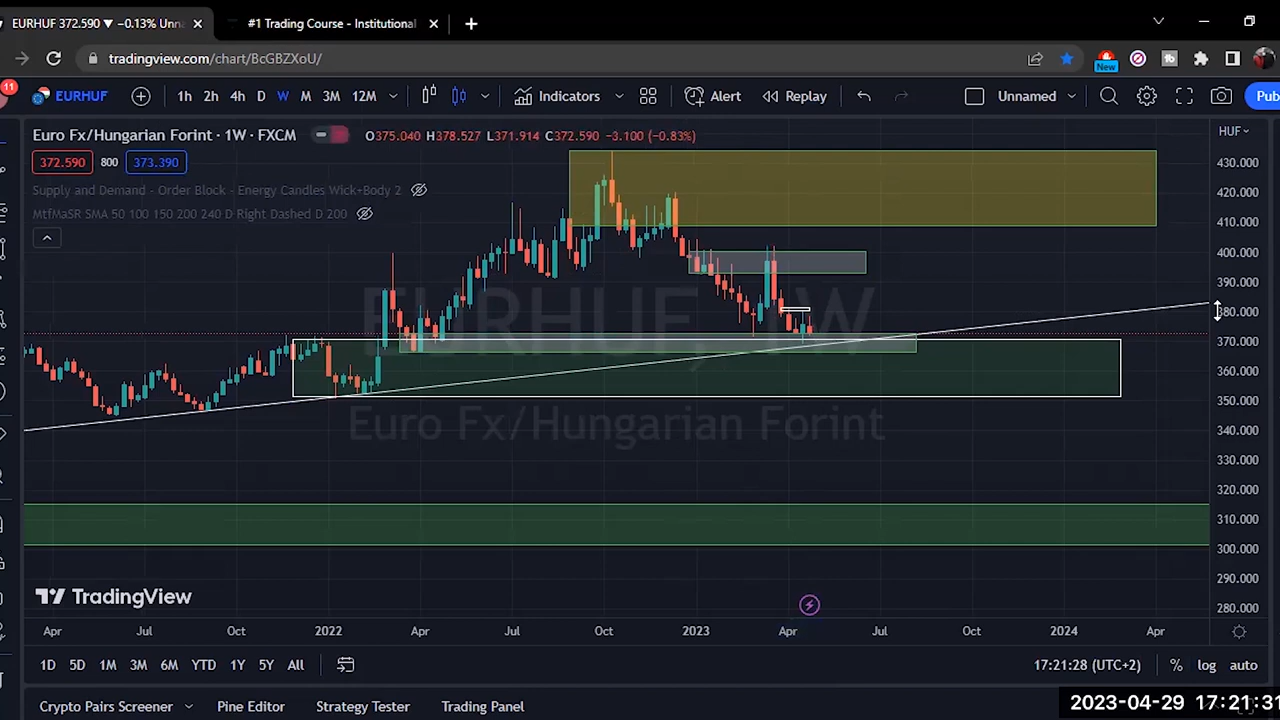 EURHUF 372.590 ▼ −0.13% Unna
#1 Trading Course - Institutional
tradingview.com/chart/BcGBZXoU/
New
11
EURHUF
1h 2h 4h D W M 3M 12M
Indicators
Alert
Replay
Unnamed
Pub
Euro Fx/Hungarian Forint · 1W · FXCM
O375.040 H378.527 L371.914 C372.590 −3.100 (−0.83%)
HUF
372.590 800 373.390
Supply and Demand - Order Block - Energy Candles Wick+Body 2
MtfMaSR SMA 50 100 150 200 240 D Right Dashed D 200
430.000
420.000
410.000
400.000
390.000
380.000
370.000
360.000
350.000
340.000
330.000
320.000
310.000
300.000
290.000
280.000
EURHUF, 1W
Euro Fx/Hungarian Forint
TradingView
Apr Jul Oct 2022 Apr Jul Oct 2023 Apr Jul Oct 2024 Apr
1D 5D 1M 3M 6M YTD 1Y 5Y All
17:21:28 (UTC+2) % log auto
Crypto Pairs Screener Pine Editor Strategy Tester Trading Panel
2023-04-29 17:21:31